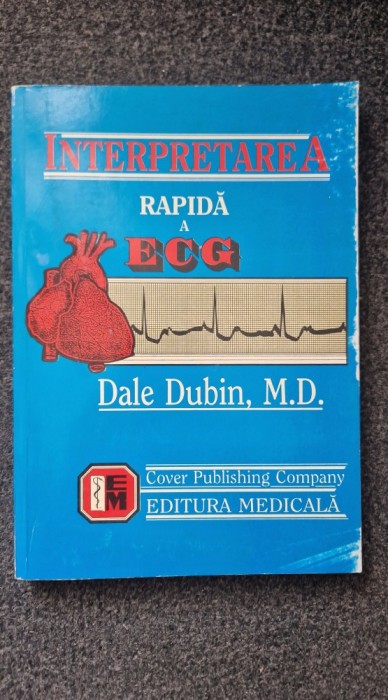 INTERPRETAREA
RAPIDĂ
A
ECG
Dale Dubin, M.D.
EM
Cover Publishing Company
EDITURA MEDICALĂ